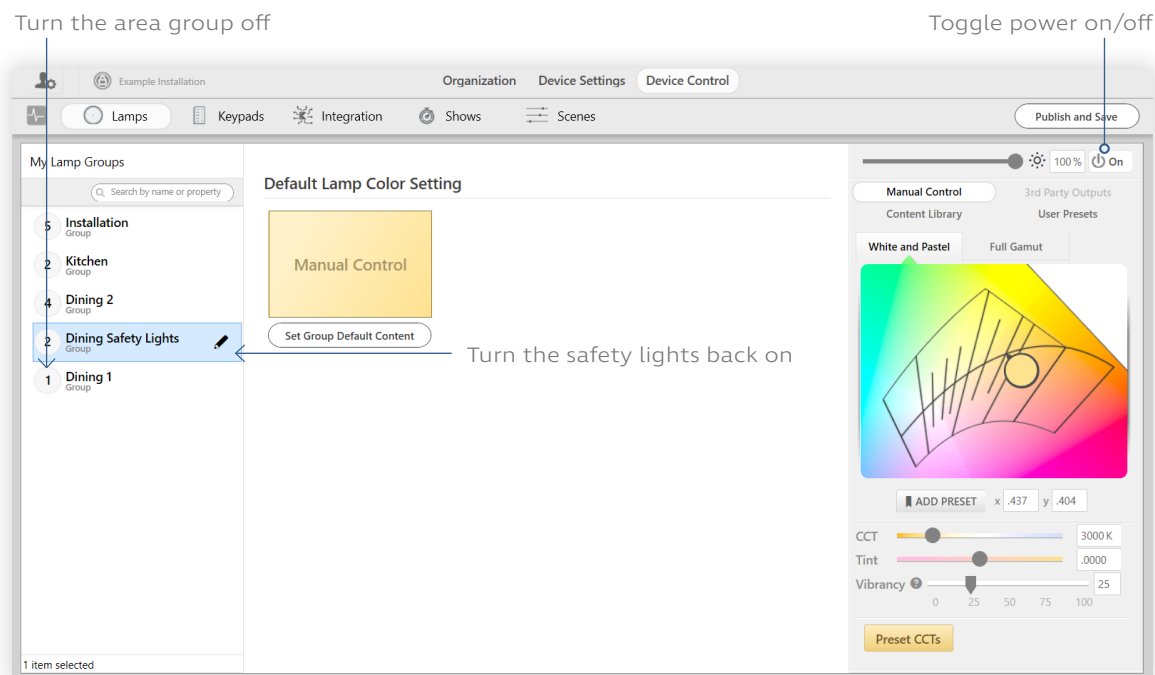 Turn the area group off
Toggle power on/off
Example Installation
Organization
Device Settings
Device Control
Lamps
Keypads
Integration
Shows
Scenes
Publish and Save
My Lamp Groups
Search by name or property
5
Installation
Group
2
Kitchen
Group
4
Dining 2
Group
2
Dining Safety Lights
Group
1
Dining 1
Group
1 item selected
Default Lamp Color Setting
Manual Control
Set Group Default Content
Turn the safety lights back on
100 %
On
Manual Control
3rd Party Outputs
Content Library
User Presets
White and Pastel
Full Gamut
ADD PRESET
x .437
y .404
CCT
3000 K
Tint
.0000
Vibrancy ?
25
0 25 50 75 100
Preset CCTs